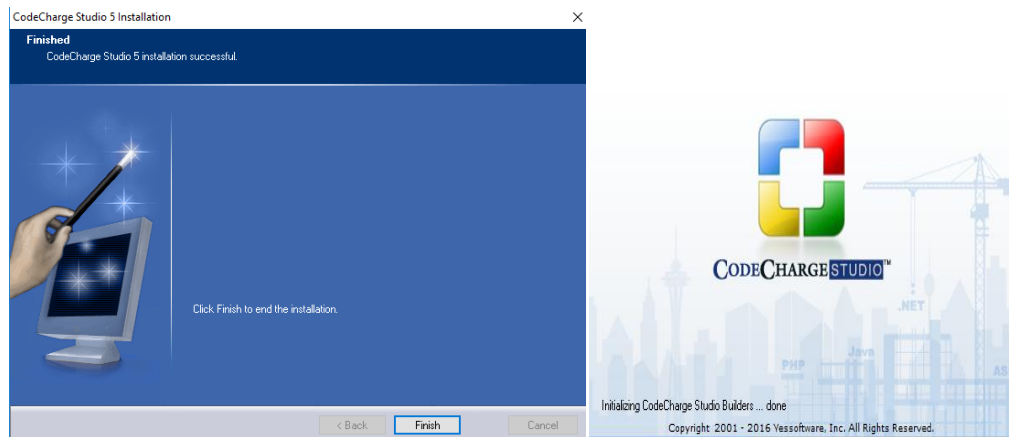 CodeCharge Studio 5 Installation
Finished
CodeCharge Studio 5 installation successful.
Click Finish to end the installation.
< Back
Finish
Cancel
CODECHARGESTUDIO™
.NET
Java
PHP
AS
Initializing CodeCharge Studio Builders ... done
Copyright 2001 - 2016 Yessoftware, Inc. All Rights Reserved.